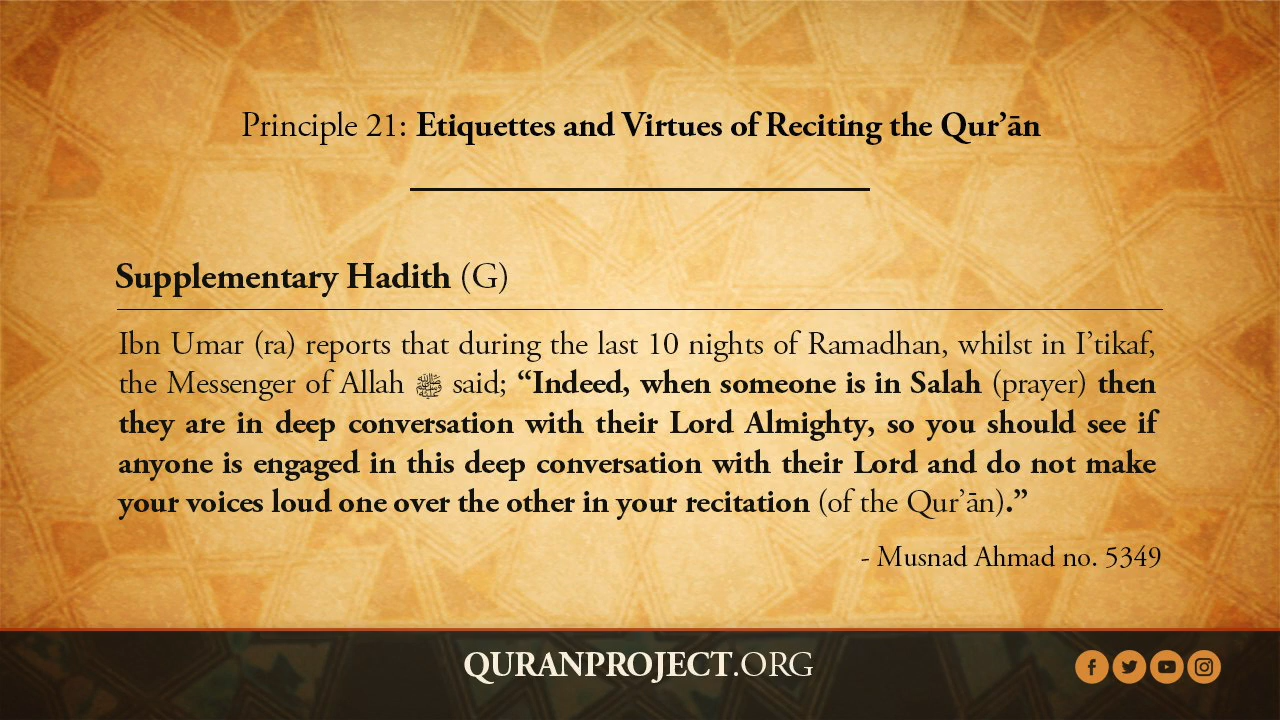 Principle 21: Etiquettes and Virtues of Reciting the Qur’ān
Supplementary Hadith (G)
Ibn Umar (ra) reports that during the last 10 nights of Ramadhan, whilst in I’tikaf,
the Messenger of Allah ﷺ said; “Indeed, when someone is in Salah (prayer) then
they are in deep conversation with their Lord Almighty, so you should see if
anyone is engaged in this deep conversation with their Lord and do not make
your voices loud one over the other in your recitation (of the Qur’ān).”
- Musnad Ahmad no. 5349
QURANPROJECT.ORG